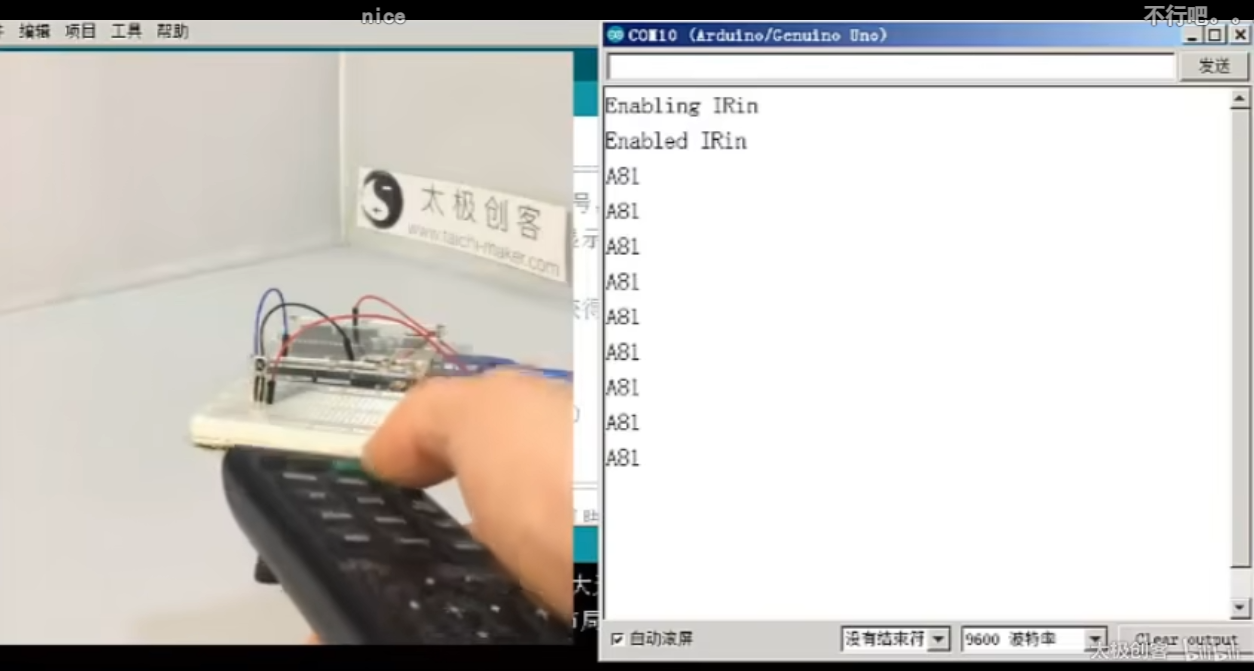 nice
不行吧。。
编辑 项目 工具 帮助
COM10 (Arduino/Genuino Uno)
发送
Enabling IRin
Enabled IRin
A81
A81
A81
A81
A81
A81
A81
A81
A81
太极创客
www.taichi-maker.com
号，
显示
自动滚屏
没有结束符
9600 波特率
Clear output
太极创客